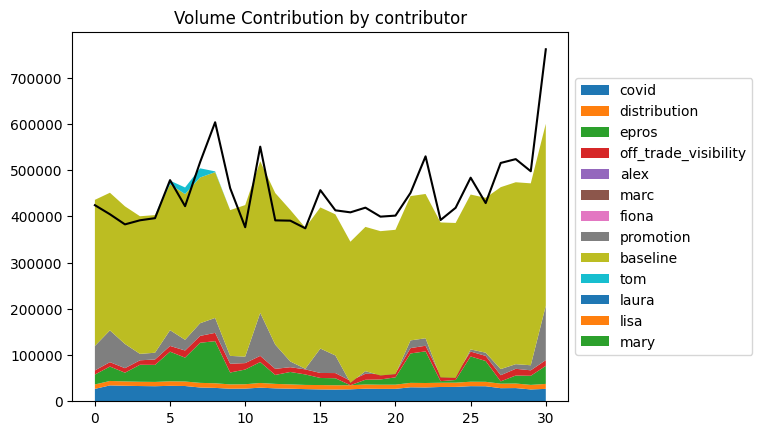 Volume Contribution by contributor
700000
600000
500000
400000
300000
200000
100000
0
0
5
10
15
20
25
30
covid
distribution
epros
off_trade_visibility
alex
marc
fiona
promotion
baseline
tom
laura
lisa
mary